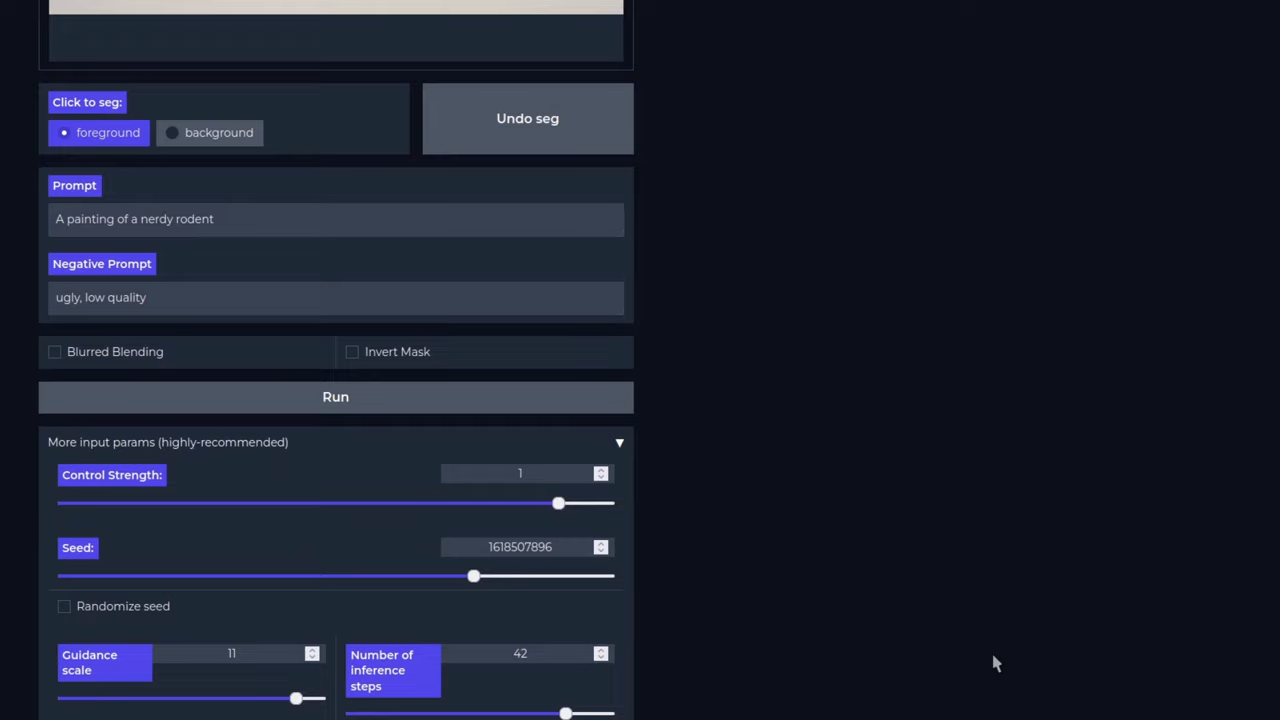 Click to seg:
foreground
background
Undo seg
Prompt
A painting of a nerdy rodent
Negative Prompt
ugly, low quality
Blurred Blending
Invert Mask
Run
More input params (highly-recommended)
Control Strength:
1
Seed:
1618507896
Randomize seed
Guidance
scale
11
Number of
inference
steps
42